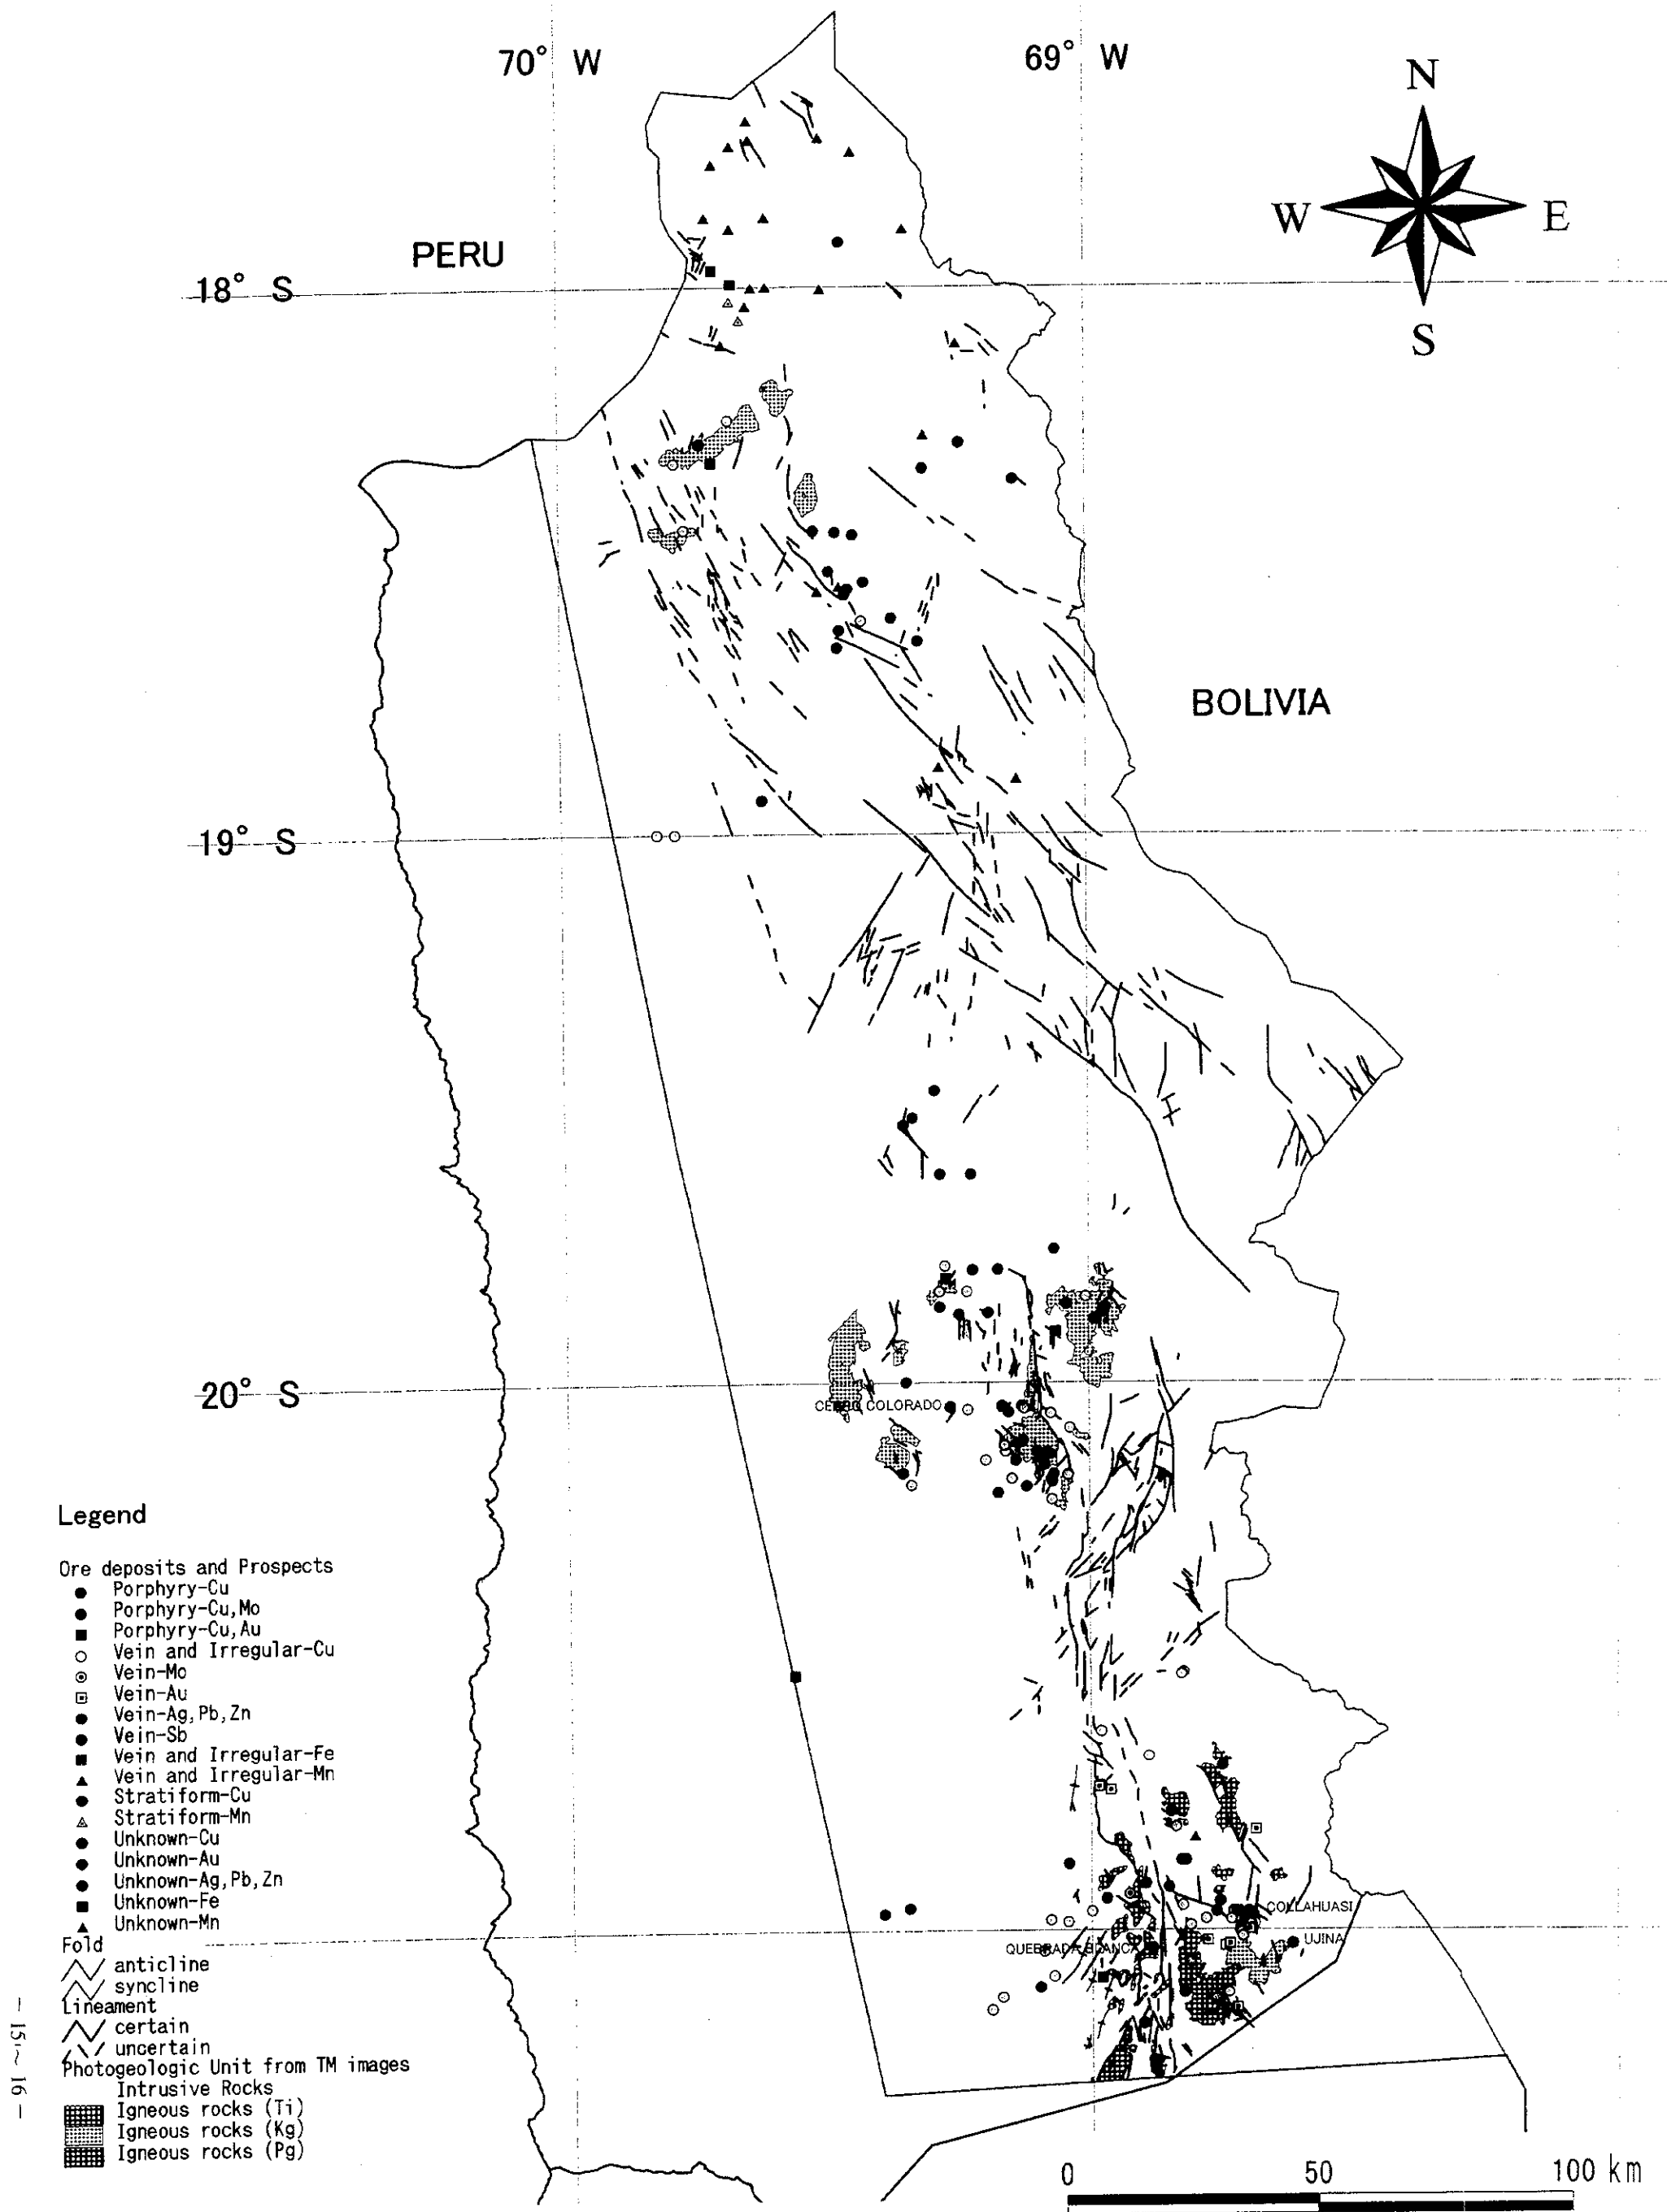 70° W
69° W
N
W
E
S
PERU
18° S
BOLIVIA
19° S
20° S
CERRO COLORADO
Legend
Ore deposits and Prospects
Porphyry-Cu
Porphyry-Cu,Mo
Porphyry-Cu,Au
Vein and Irregular-Cu
Vein-Mo
Vein-Au
Vein-Ag,Pb,Zn
Vein-Sb
Vein and Irregular-Fe
Vein and Irregular-Mn
Stratiform-Cu
Stratiform-Mn
Unknown-Cu
Unknown-Au
Unknown-Ag,Pb,Zn
Unknown-Fe
Unknown-Mn
Fold
anticline
syncline
Lineament
certain
uncertain
Photogeologic Unit from TM images
Intrusive Rocks
Igneous rocks (Ti)
Igneous rocks (Kg)
Igneous rocks (Pg)
COLLAHUASI
UJINA
QUEBRADA BLANCA
0 50 100 km
— 15 ~ 16 —